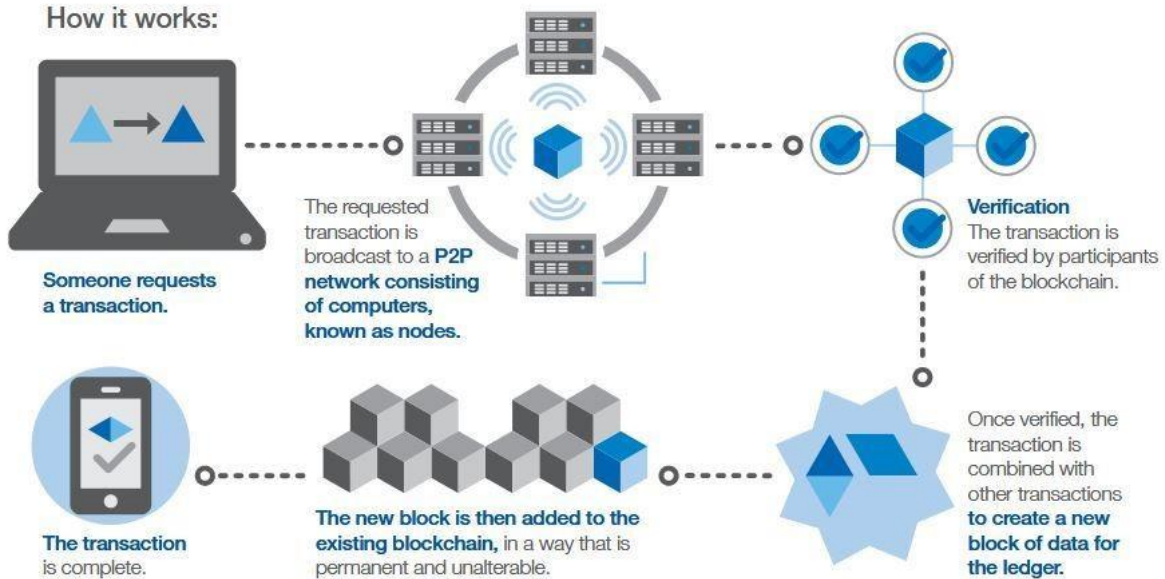 How it works:
Someone requests
a transaction.
The requested
transaction is
broadcast to a P2P
network consisting
of computers,
known as nodes.
Verification
The transaction is
verified by participants
of the blockchain.
Once verified, the
transaction is
combined with
other transactions
to create a new
block of data for
the ledger.
The new block is then added to the
existing blockchain, in a way that is
permanent and unalterable.
The transaction
is complete.